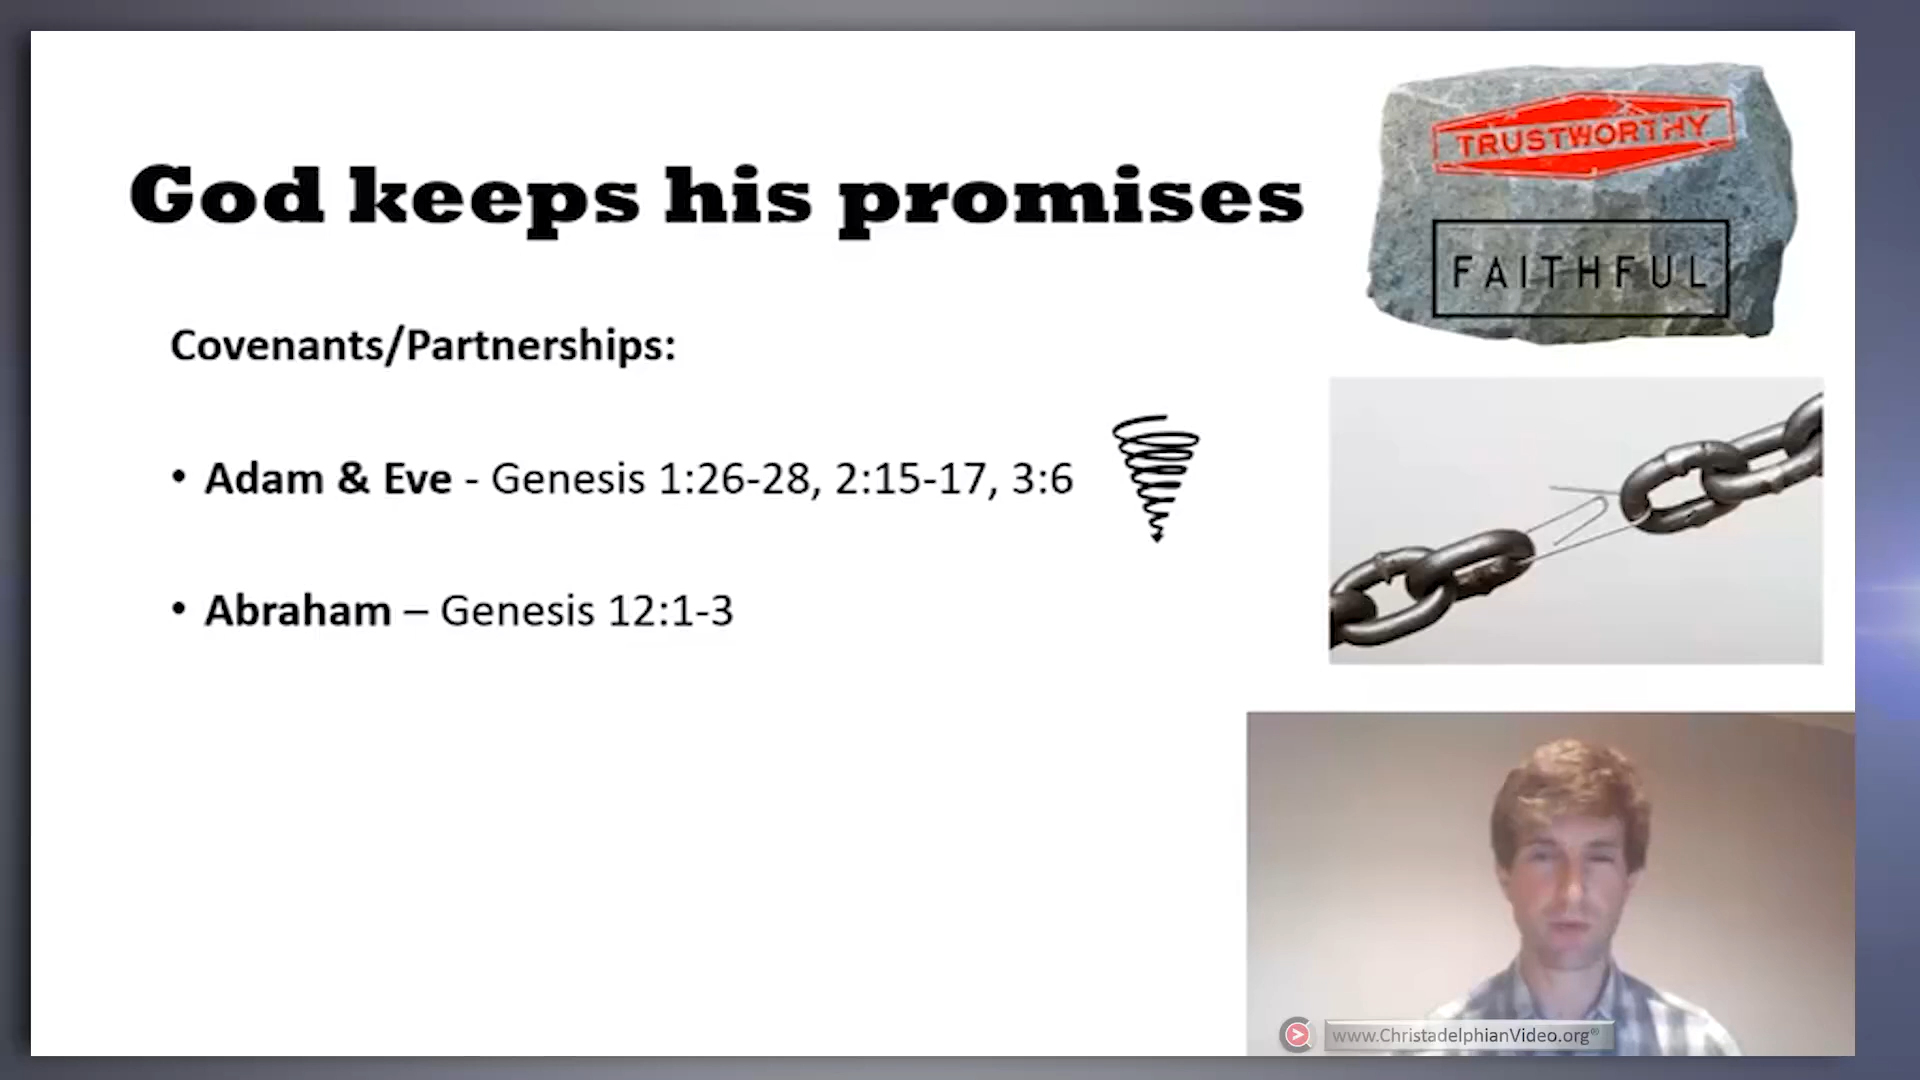 God keeps his promises
TRUSTWORTHY
FAITHFUL
Covenants/Partnerships:
• Adam & Eve - Genesis 1:26-28, 2:15-17, 3:6
• Abraham – Genesis 12:1-3
www.ChristadelphianVideo.org®